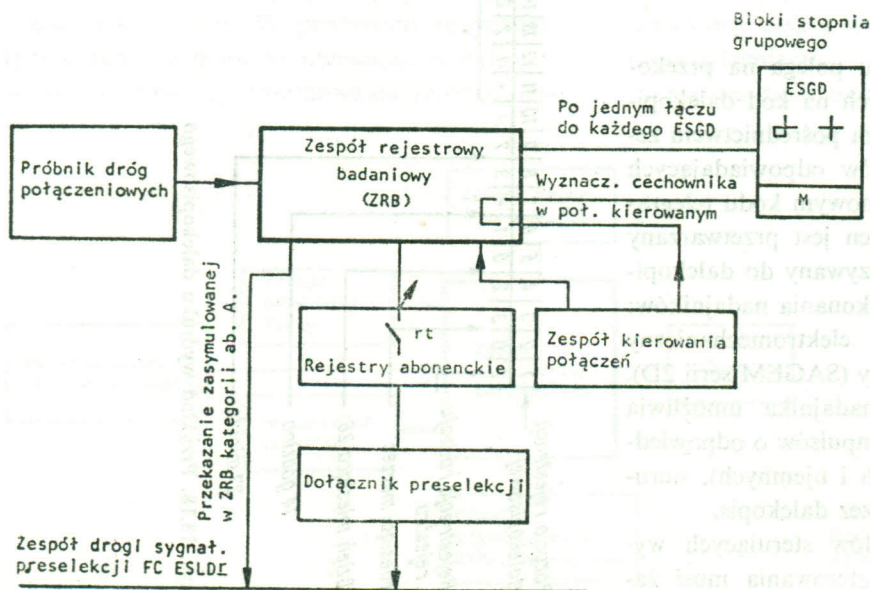 Bloki stopnia
grupowego
ESGD
M
Po jednym łączu
do każdego ESGD
Próbnik dróg
połączeniowych
Zespół rejestrowy
badaniowy
(ZRB)
Wyznacz. cechownika
w poł. kierowanym
Przekazanie zasymulowanej
w ZRB kategorii ab. A.
rt
Rejestry abonenckie
Zespół kierowania
połączeń
Dołącznik preselekcji
Zespół drogi sygnał.
preselekcji FC ESLDr